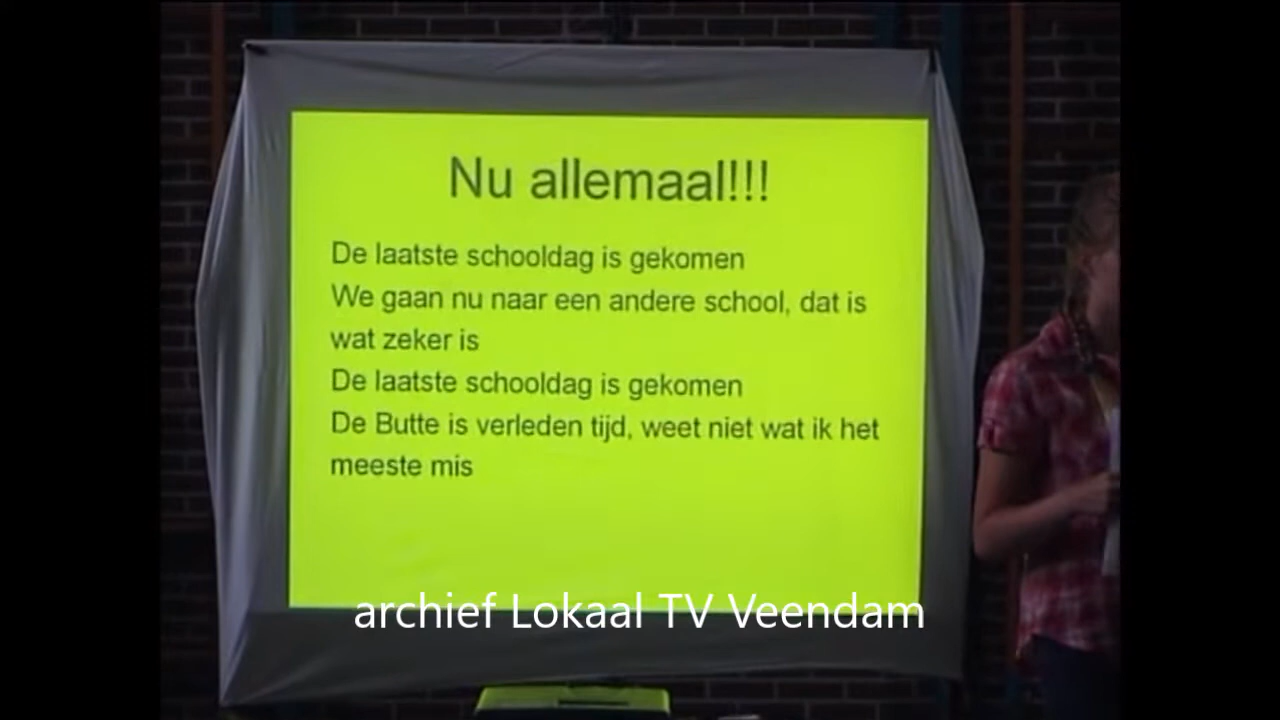 Nu allemaal!!!
De laatste schooldag is gekomen
We gaan nu naar een andere school, dat is
wat zeker is
De laatste schooldag is gekomen
De Butte is verleden tijd, weet niet wat ik het
meeste mis
archief Lokaal TV Veendam